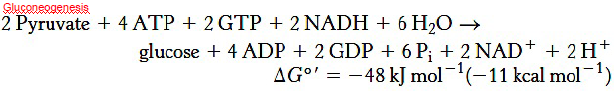 Gluconeogenesis
2 Pyruvate + 4 ATP + 2 GTP + 2 NADH + 6 H₂O →
glucose + 4 ADP + 2 GDP + 6 Pᵢ + 2 NAD⁺ + 2 H⁺
ΔG°′ = −48 kJ mol⁻¹(−11 kcal mol⁻¹)